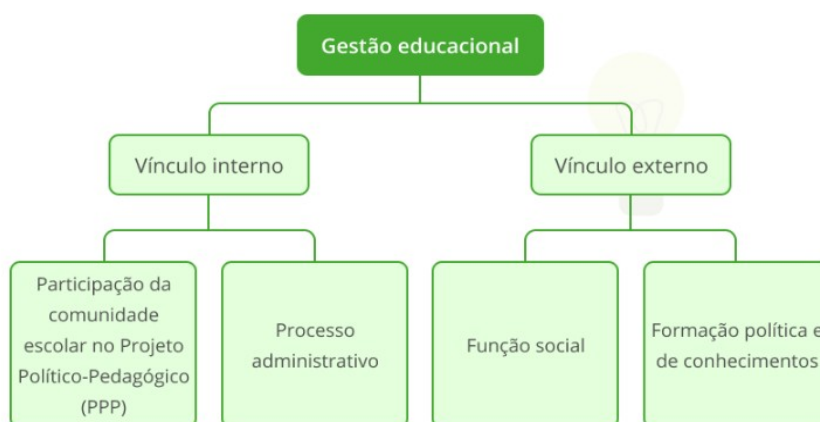 Gestão educacional
Vínculo interno
Vínculo externo
Participação da
comunidade
escolar no Projeto
Político-Pedagógico
(PPP)
Processo
administrativo
Função social
Formação política e
de conhecimentos